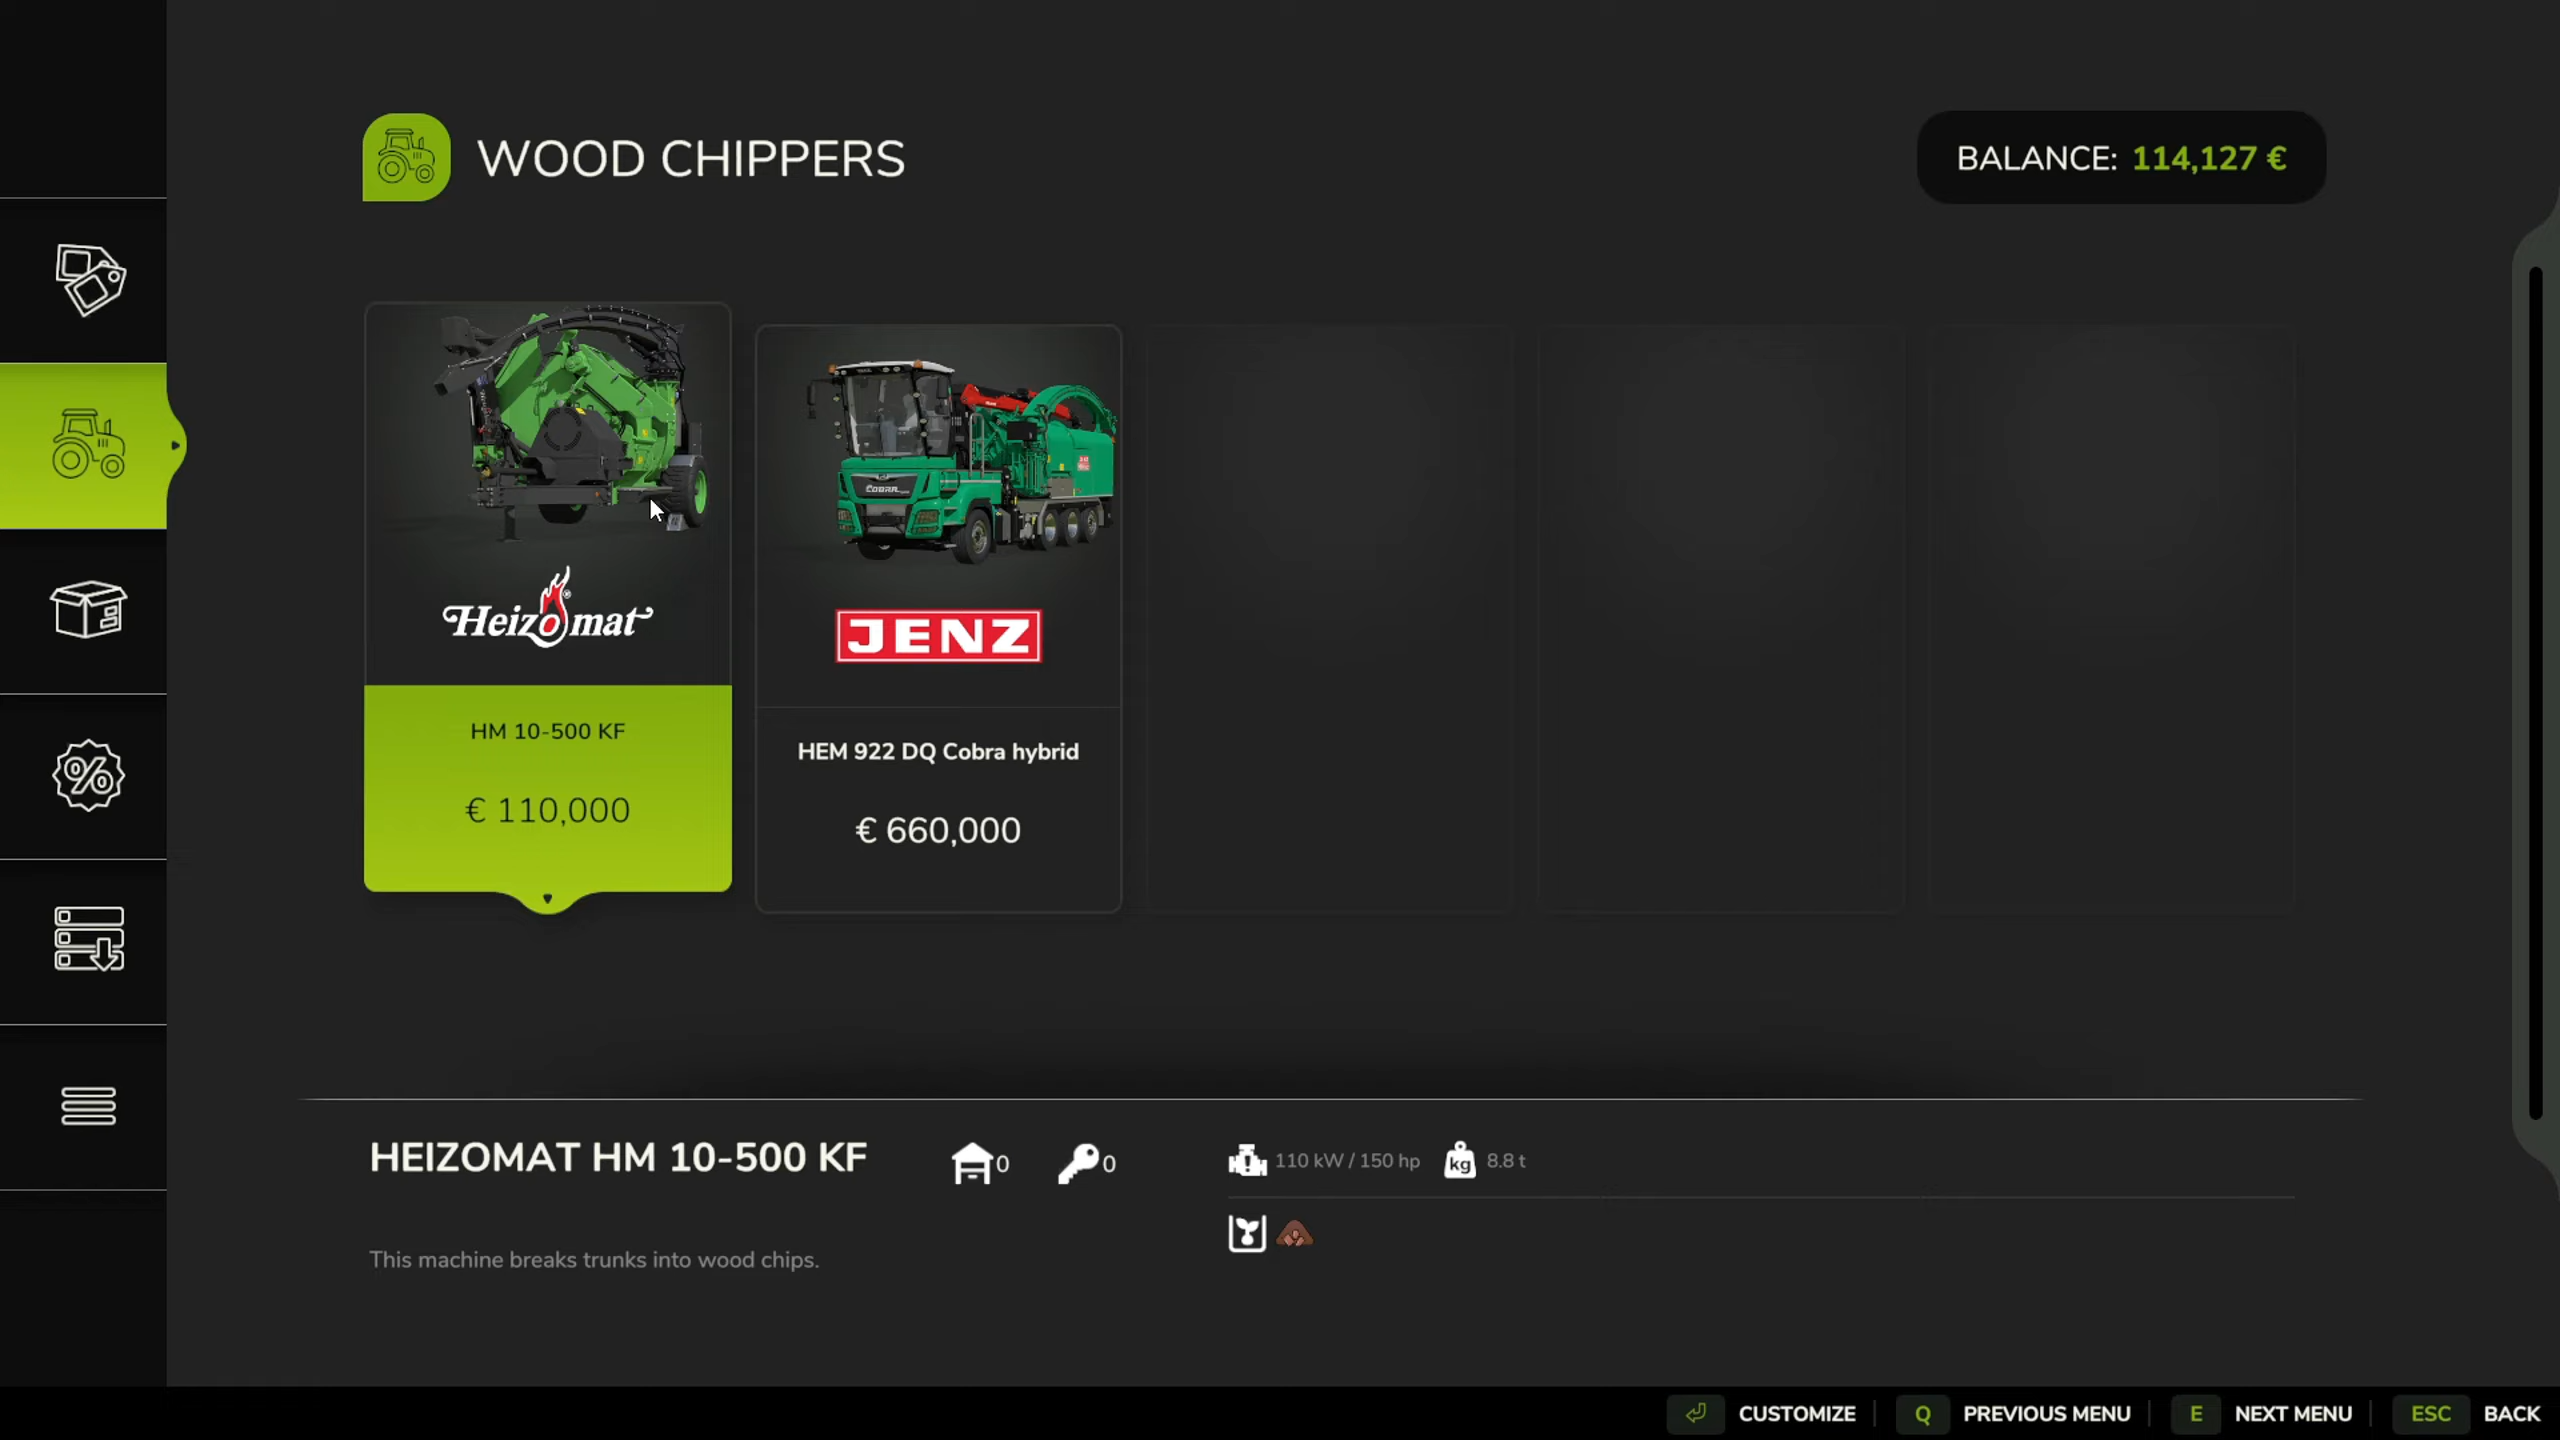 WOOD CHIPPERS
BALANCE: 114,127 €
Heizomat®
JENZ
COBRA
HM 10-500 KF
€ 110,000
HEM 922 DQ Cobra hybrid
€ 660,000
HEIZOMAT HM 10-500 KF
0
0
110 kW / 150 hp
kg 8.8 t
This machine breaks trunks into wood chips.
CUSTOMIZE
Q PREVIOUS MENU
E NEXT MENU
ESC BACK